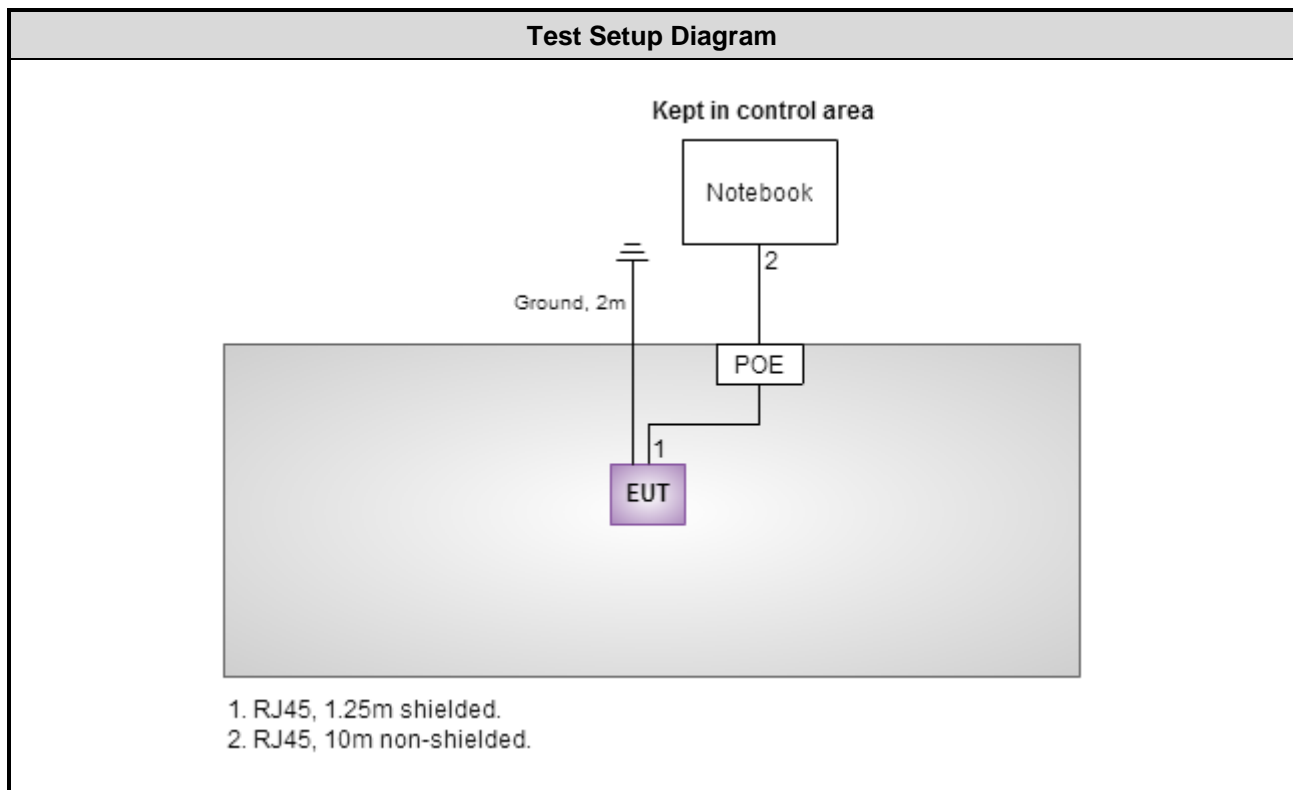 Test Setup Diagram
Kept in control area
Notebook
2
Ground, 2m
POE
1
EUT
1. RJ45, 1.25m shielded.
2. RJ45, 10m non-shielded.